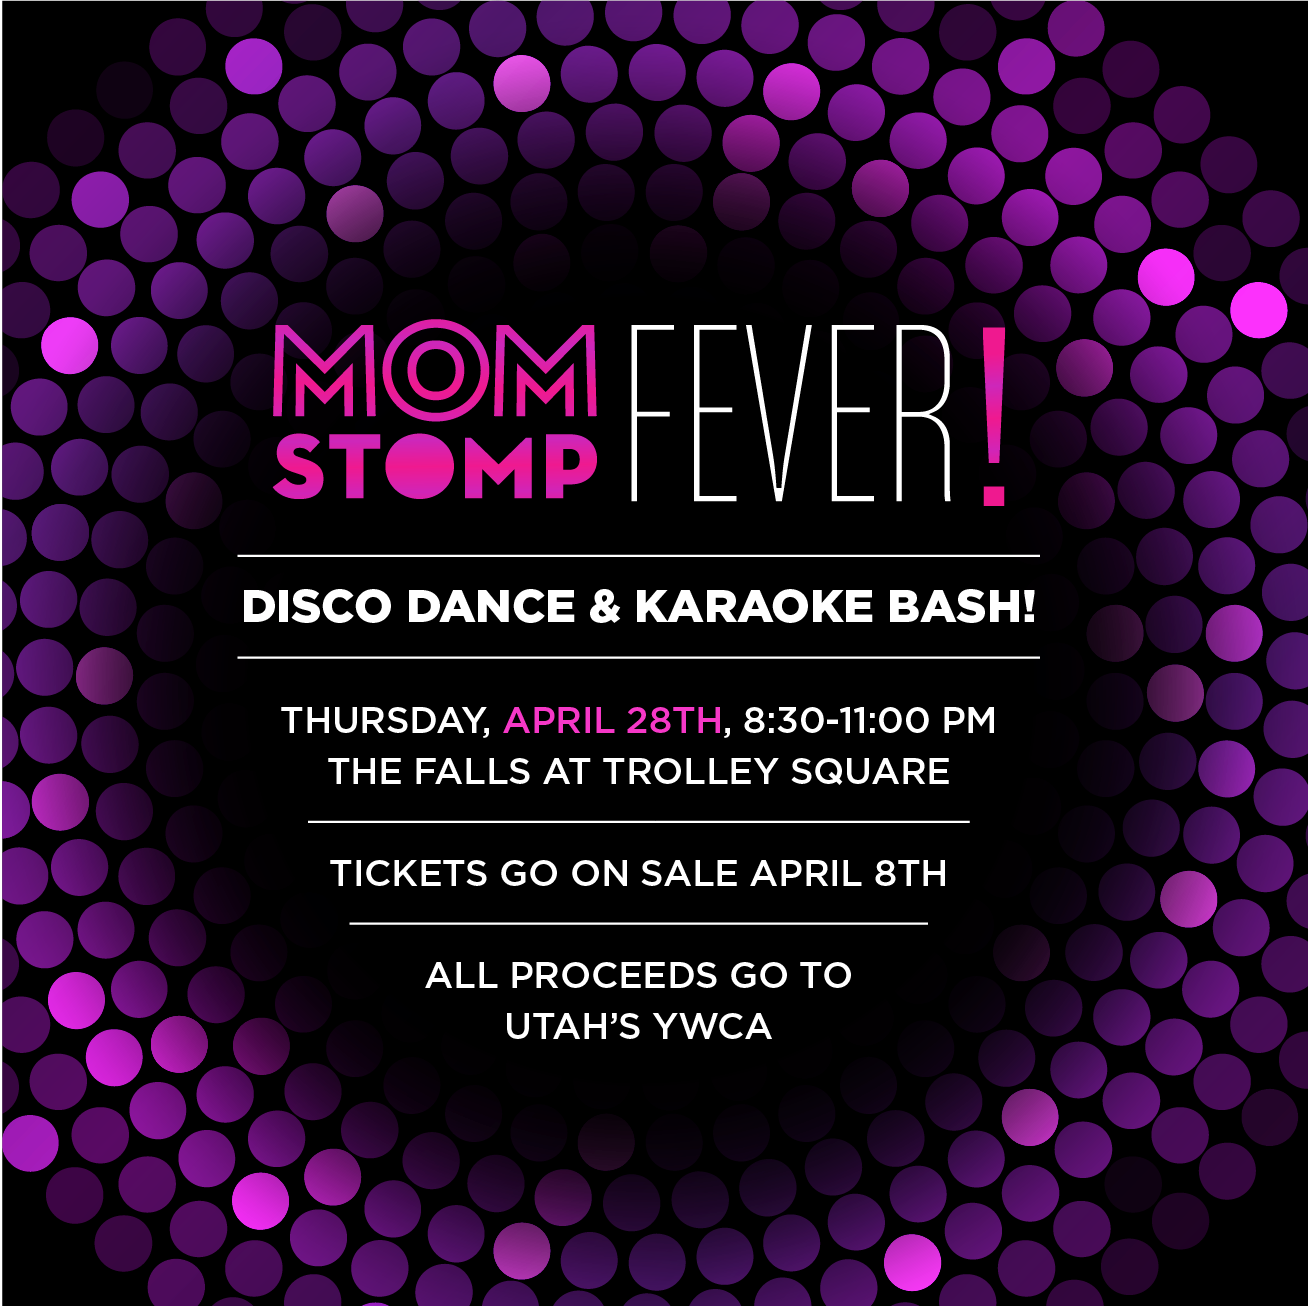 MOM FEVER!
STOMP
DISCO DANCE & KARAOKE BASH!
THURSDAY, APRIL 28TH, 8:30-11:00 PM
THE FALLS AT TROLLEY SQUARE
TICKETS GO ON SALE APRIL 8TH
ALL PROCEEDS GO TO
UTAH'S YWCA